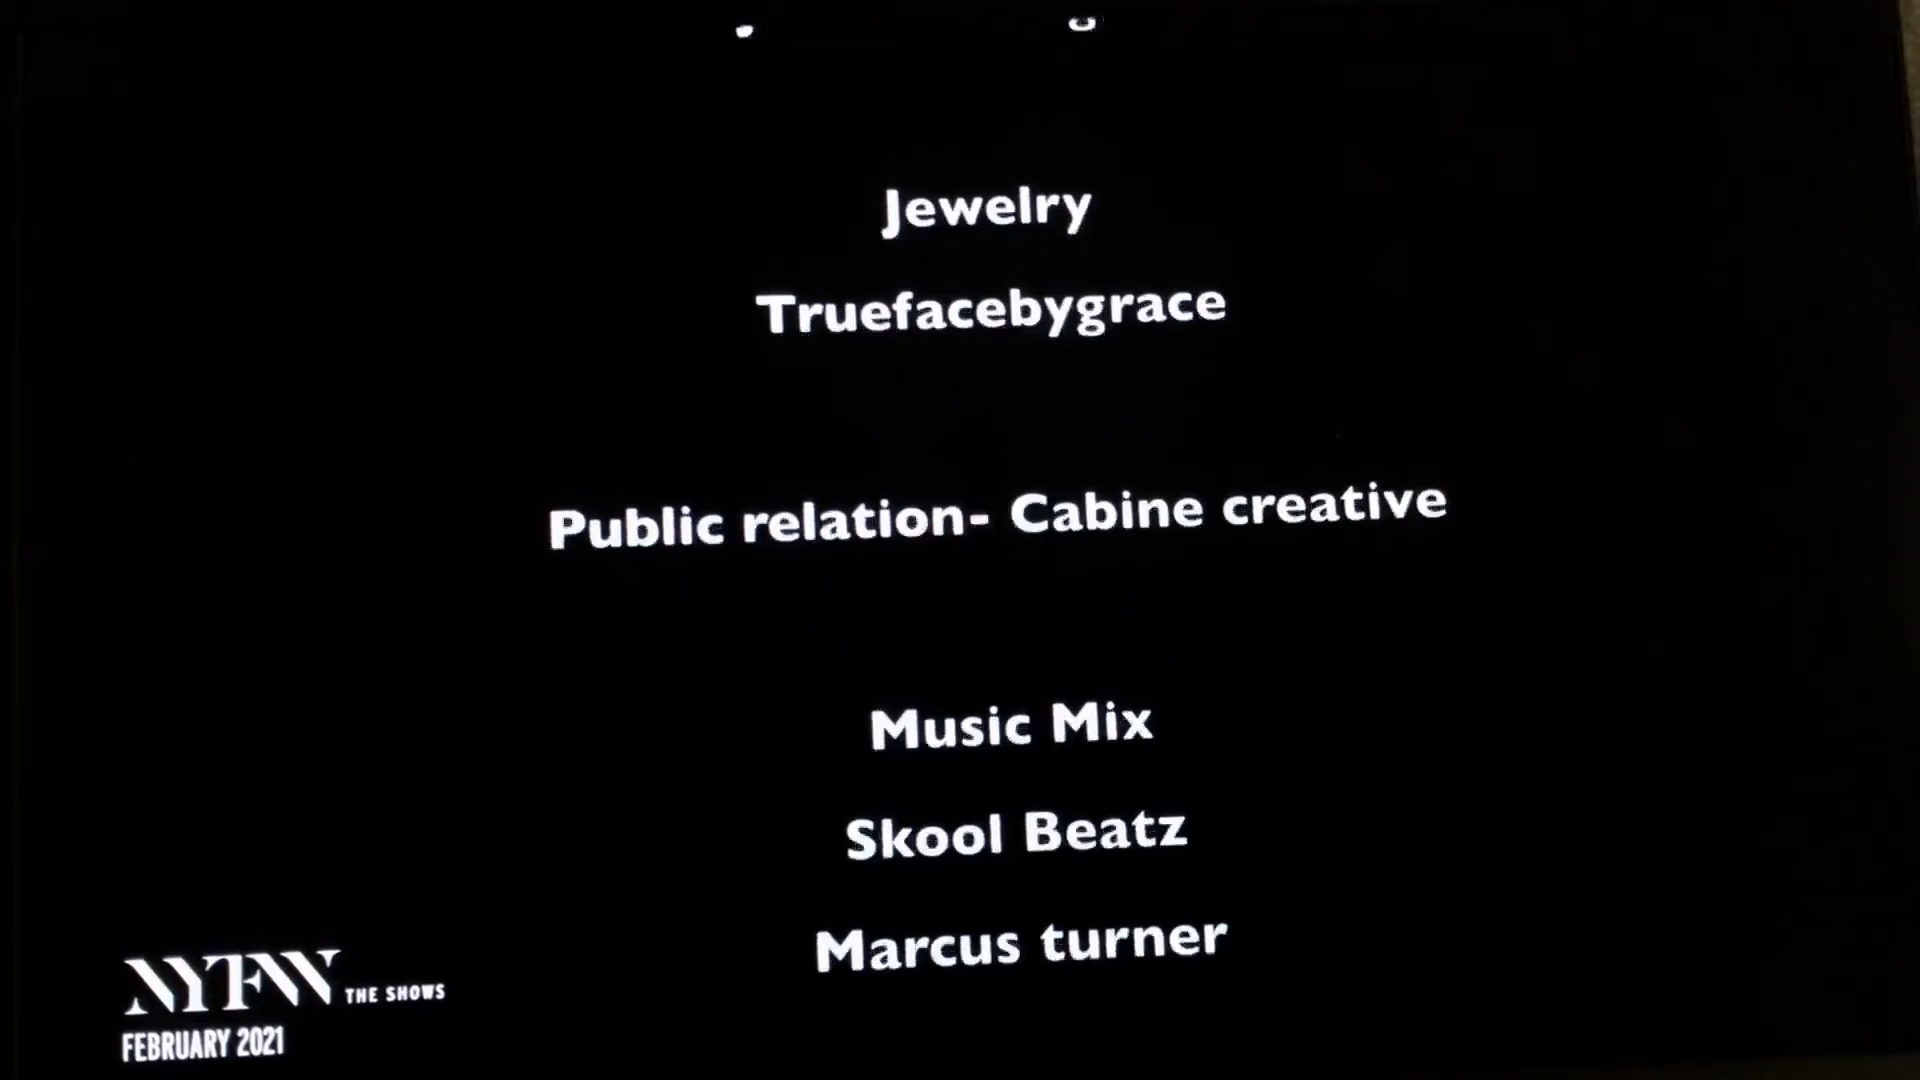 Jewelry
Truefacebygrace
Public relation- Cabine creative
Music Mix
Skool Beatz
Marcus turner
NYFW THE SHOWS
FEBRUARY 2021